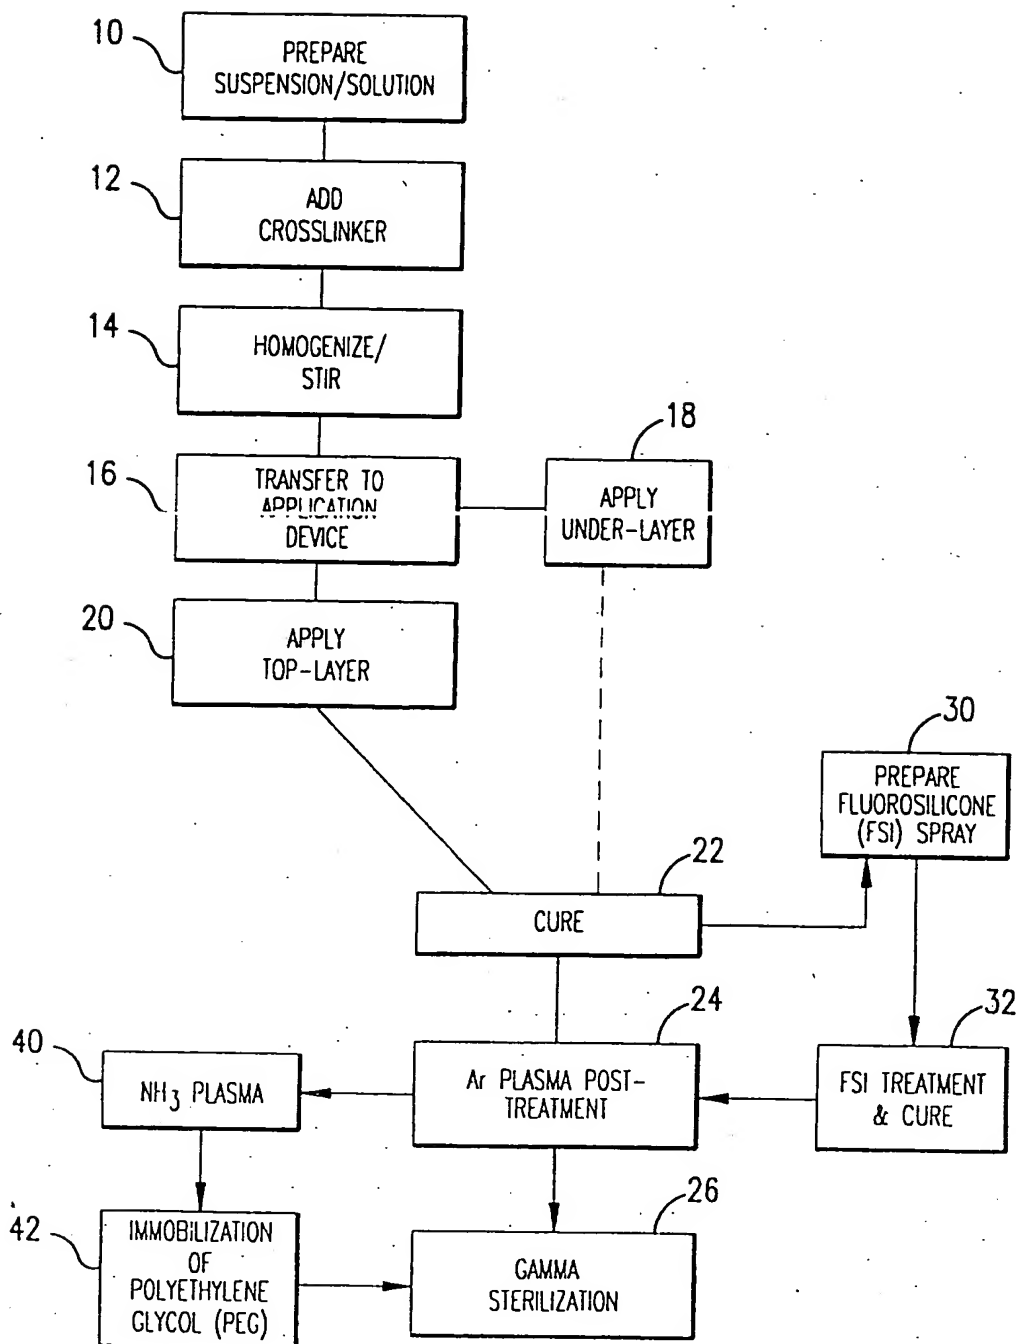 10
PREPARE
SUSPENSION/SOLUTION
12
ADD
CROSSLINKER
14
HOMOGENIZE/
STIR
16
TRANSFER TO
APPLICATION
DEVICE
18
APPLY
UNDER-LAYER
20
APPLY
TOP-LAYER
30
PREPARE
FLUOROSILICONE
(FSI) SPRAY
22
CURE
24
Ar PLASMA POST-
TREATMENT
32
FSI TREATMENT
& CURE
40
NH3 PLASMA
42
IMMOBILIZATION
OF
POLYETHYLENE
GLYCOL (PEG)
26
GAMMA
STERILIZATION